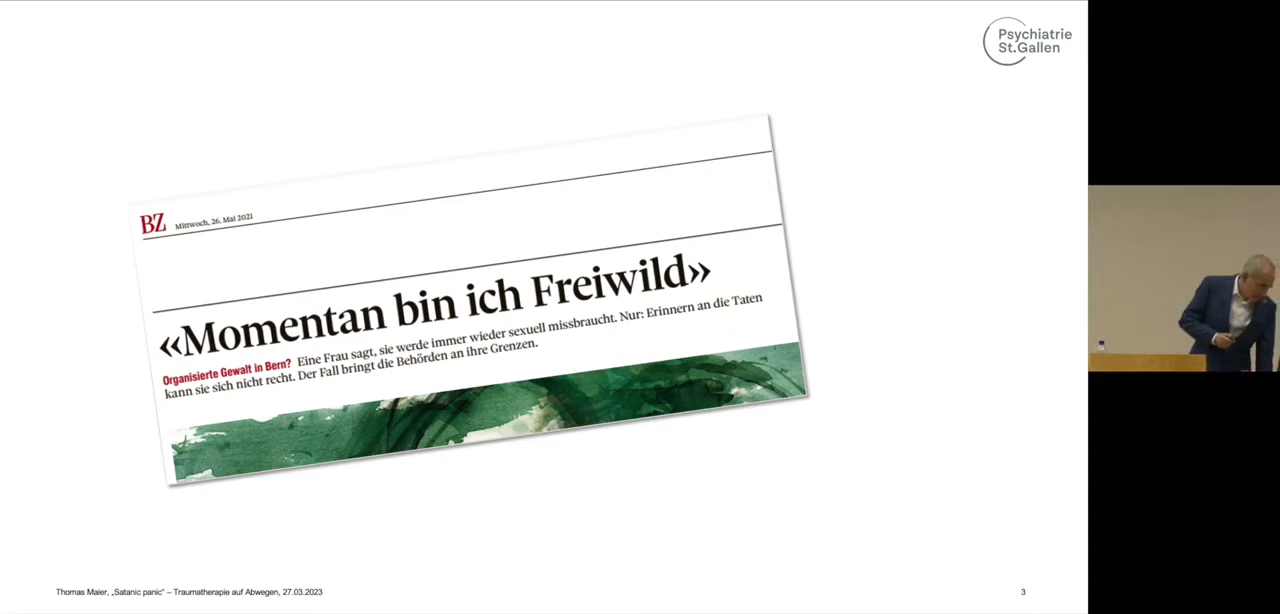 Psychiatrie
St.Gallen
BZ Mittwoch, 26. Mai 2021
«Momentan bin ich Freiwild»
Organisierte Gewalt in Bern? Eine Frau sagt, sie werde immer wieder sexuell missbraucht. Nur: Erinnern an die Taten
kann sie sich nicht recht. Der Fall bringt die Behörden an ihre Grenzen.
Thomas Maier, „Satanic panic“ – Traumatherapie auf Abwegen, 27.03.2023
3